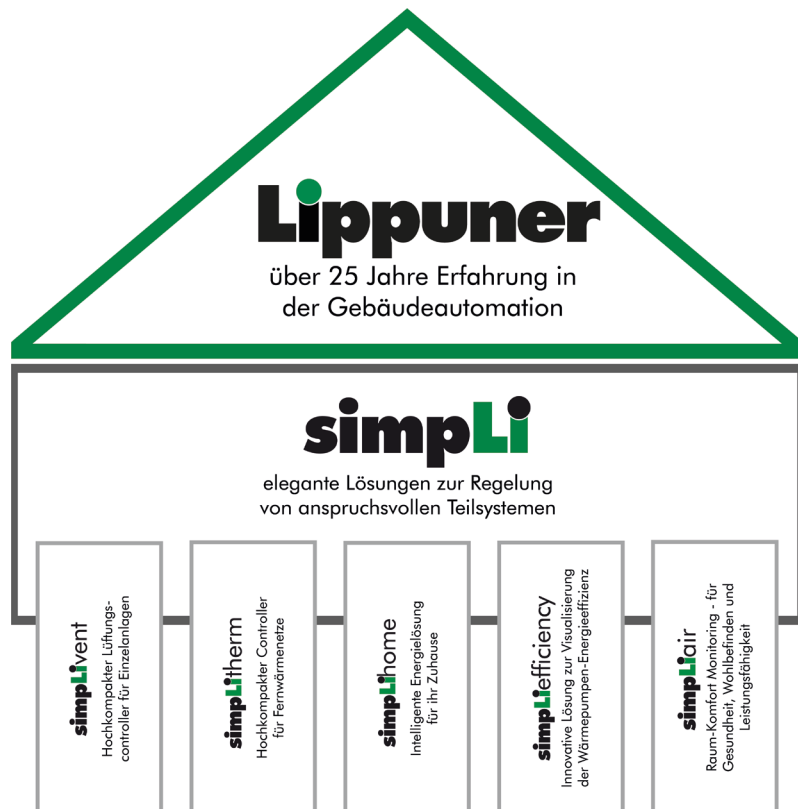 Lippuner
über 25 Jahre Erfahrung in
der Gebäudeautomation
simpLi
elegante Lösungen zur Regelung
von anspruchsvollen Teilsystemen
simpLivent
Hochkompakter Lüftungs-
controller für Einzelanlagen
simpLitherm
Hochkompakter Controller
für Fernwärmenetze
simpLihome
Intelligente Energielösung
für ihr Zuhause
simpLiefficiency
Innovative Lösung zur Visualisierung
der Wärmepumpen-Energieeffizienz
simpLiair
Raum-Komfort Monitoring - für
Gesundheit, Wohlbefinden und
Leistungsfähigkeit